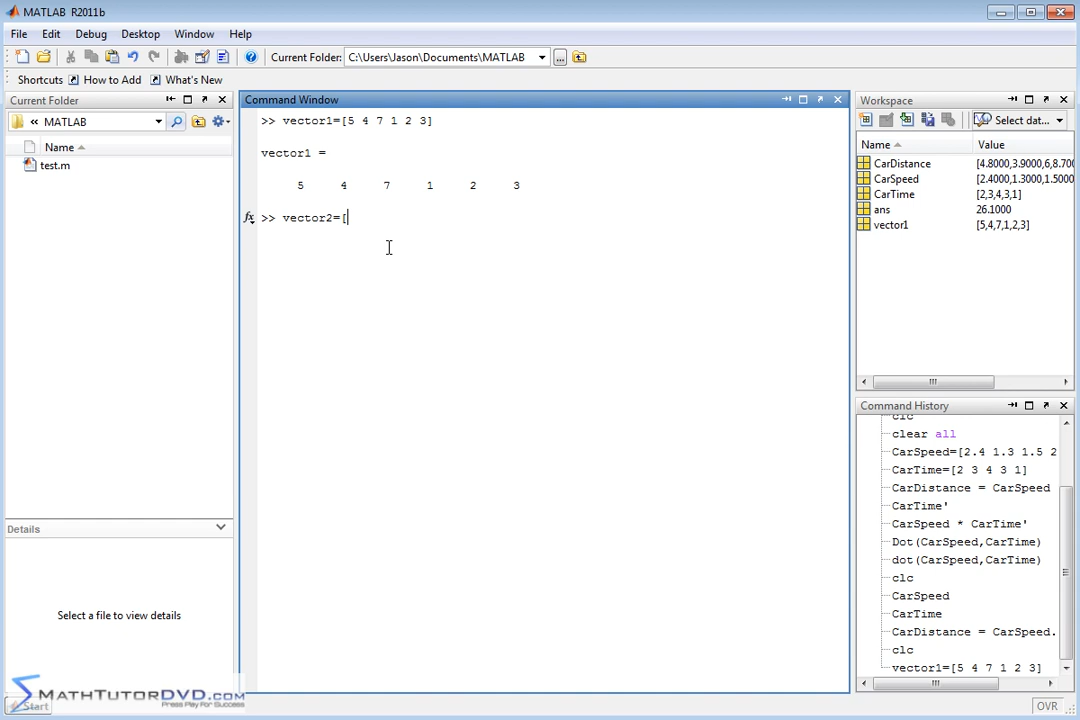 MATLAB R2011b
File Edit Debug Desktop Window Help
Current Folder: C:\Users\Jason\Documents\MATLAB
Shortcuts How to Add What's New
Current Folder
« MATLAB
Name
test.m
Details
Select a file to view details
Command Window
>> vector1=[5 4 7 1 2 3]
vector1 =
5 4 7 1 2 3
fx >> vector2=[
Workspace
Select dat...
Name Value
CarDistance [4.8000,3.9000,6,8.700
CarSpeed [2.4000,1.3000,1.5000
CarTime [2,3,4,3,1]
ans 26.1000
vector1 [5,4,7,1,2,3]
Command History
clc
clear all
CarSpeed=[2.4 1.3 1.5 2
CarTime=[2 3 4 3 1]
CarDistance = CarSpeed
CarTime'
CarSpeed * CarTime'
Dot(CarSpeed,CarTime)
dot(CarSpeed,CarTime)
clc
CarSpeed
CarTime
CarDistance = CarSpeed.
clc
vector1=[5 4 7 1 2 3]
MATHTUTORDVD.COM
Press Play For Success
Start
OVR